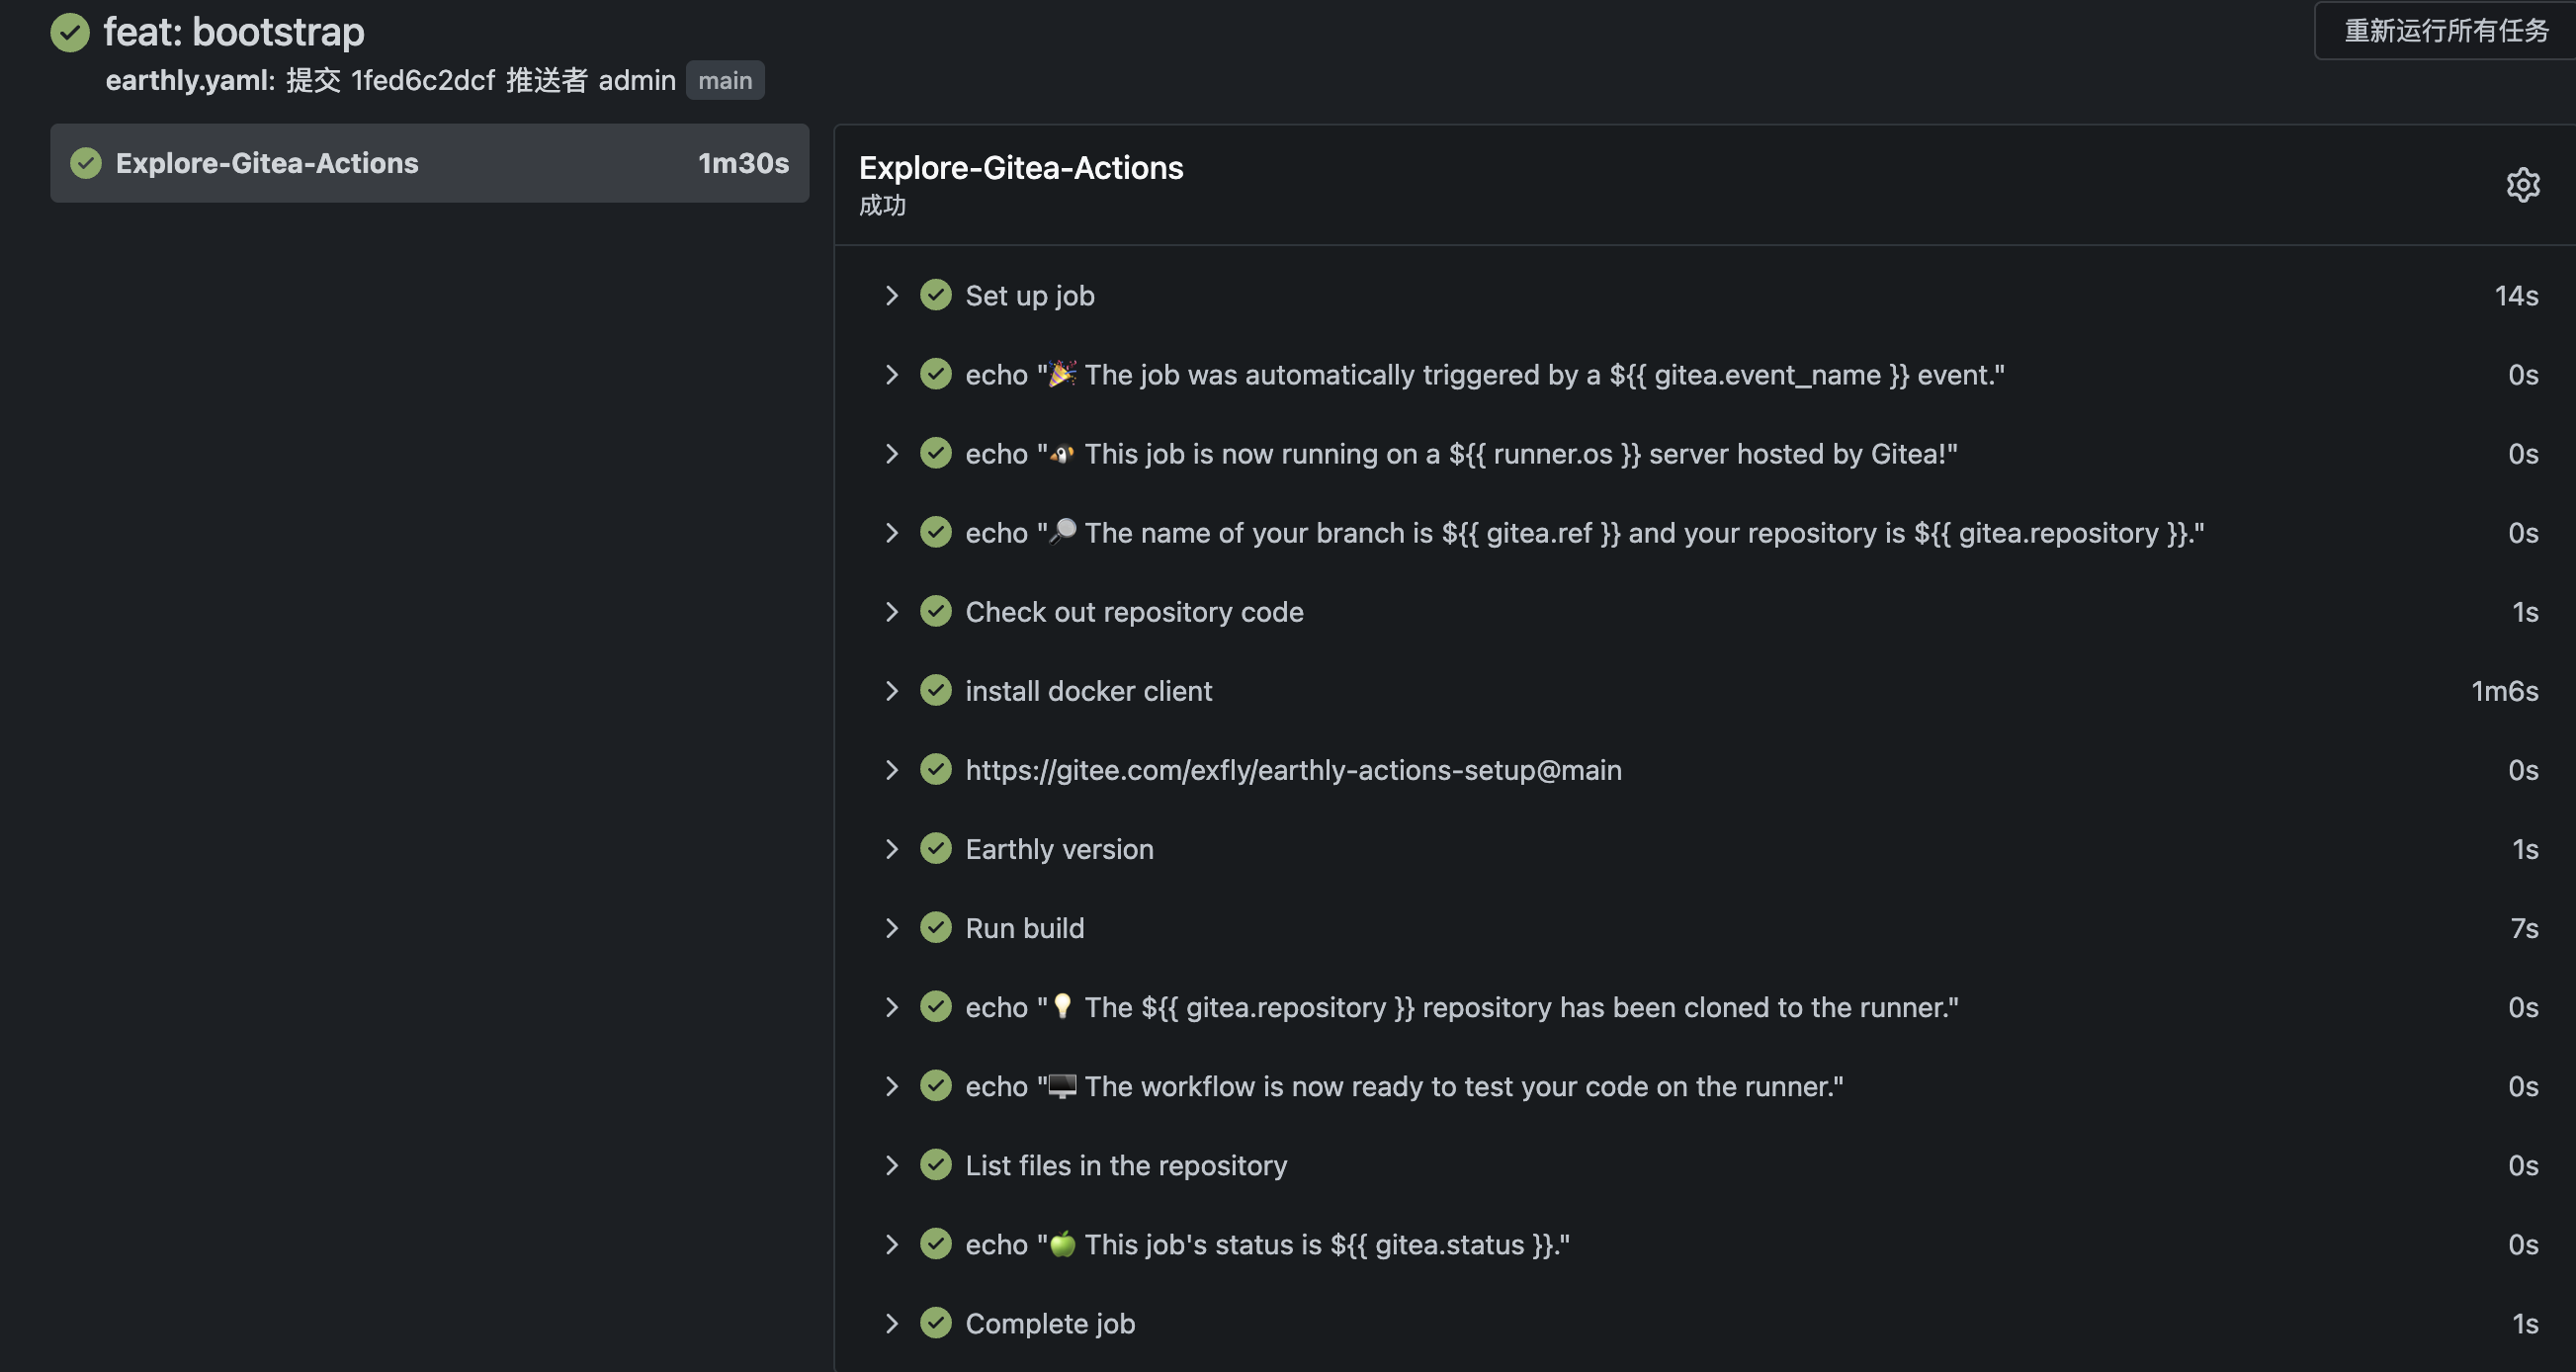 feat: bootstrap
重新运行所有任务
earthly.yaml: 提交 1fed6c2dcf 推送者 admin main
Explore-Gitea-Actions 1m30s
Explore-Gitea-Actions
成功
Set up job 14s
echo "🎉 The job was automatically triggered by a ${{ gitea.event_name }} event." 0s
echo "🐧 This job is now running on a ${{ runner.os }} server hosted by Gitea!" 0s
echo "🔎 The name of your branch is ${{ gitea.ref }} and your repository is ${{ gitea.repository }}." 0s
Check out repository code 1s
install docker client 1m6s
https://gitee.com/exfly/earthly-actions-setup@main 0s
Earthly version 1s
Run build 7s
echo "💡 The ${{ gitea.repository }} repository has been cloned to the runner." 0s
echo "🖥️ The workflow is now ready to test your code on the runner." 0s
List files in the repository 0s
echo "🍏 This job's status is ${{ gitea.status }}." 0s
Complete job 1s